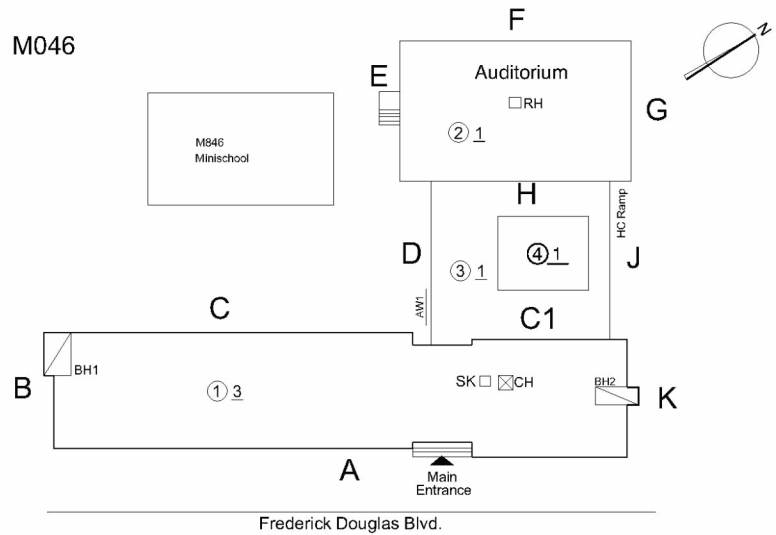 F
N
M046
E
Auditorium
RH
G
② 1
M846
Minischool
H
HC Ramp
D
④ 1
J
③ 1
AW1
C
C1
BH1
B
① 3
SK
CH
BH2
K
A
Main
Entrance
Frederick Douglas Blvd.